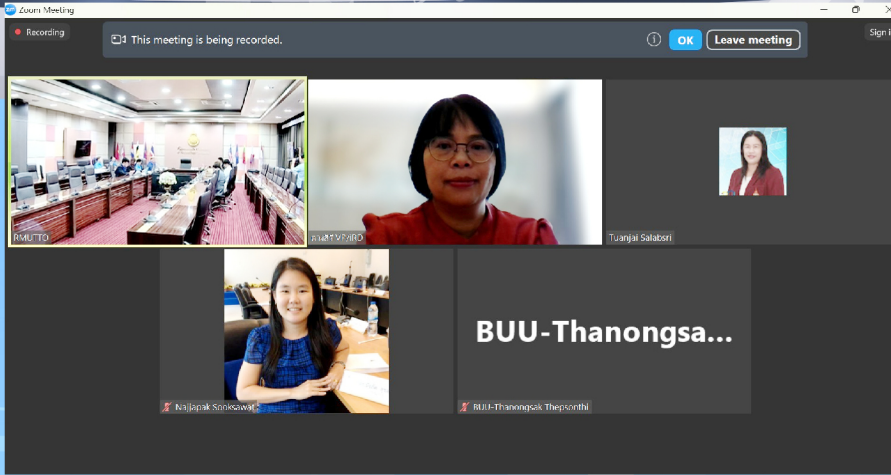 Zoom Meeting
Recording
This meeting is being recorded.
OK
Leave meeting
Sign i
RMUTTO
Tuanjai Salabsri
BUU-Thanongsa...
Najjapak Sooksawat
BUU-Thanongsak Thepsonthi